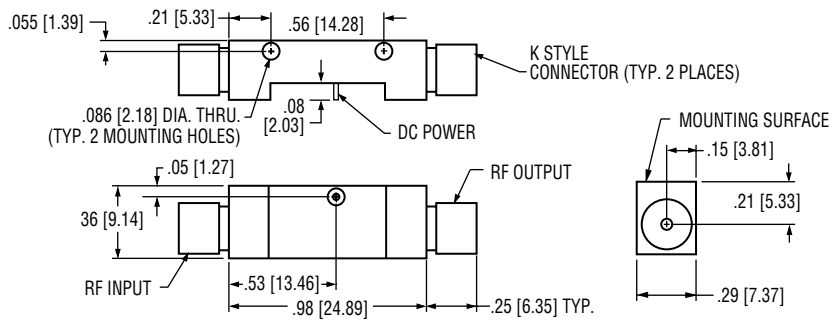 .21 [5.33]
.56 [14.28]
.055 [1.39]
K STYLE
CONNECTOR (TYP. 2 PLACES)
.086 [2.18] DIA. THRU.
(TYP. 2 MOUNTING HOLES)
.08
[2.03]
DC POWER
MOUNTING SURFACE
.15 [3.81]
.05 [1.27]
RF OUTPUT
.21 [5.33]
36 [9.14]
RF INPUT
.53 [13.46]
.98 [24.89]
.25 [6.35] TYP.
.29 [7.37]